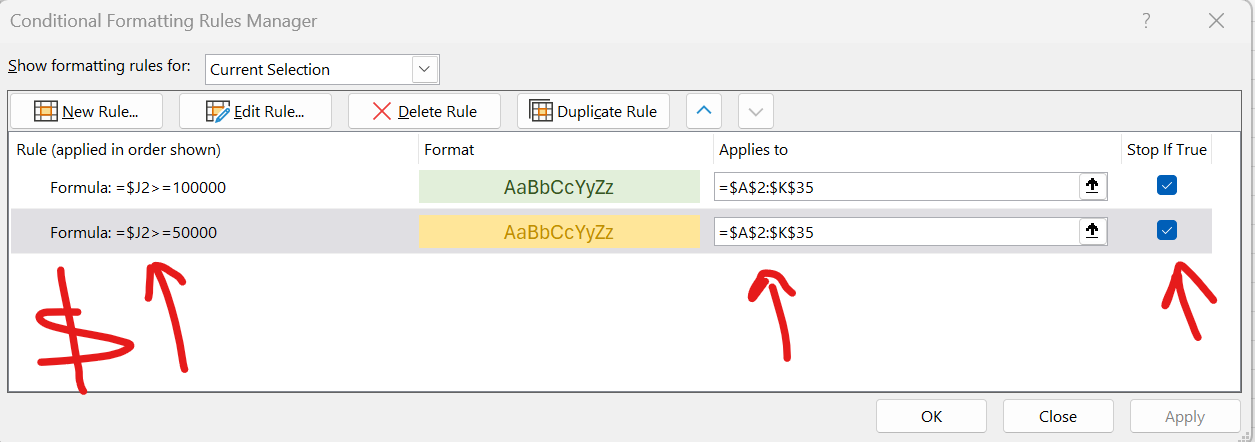 Conditional Formatting Rules Manager ? ×
Show formatting rules for: Current Selection
New Rule... Edit Rule... Delete Rule Duplicate Rule
Rule (applied in order shown) Format Applies to Stop If True
Formula: =$J2>=100000 AaBbCcYyZz =$A$2:$K$35
Formula: =$J2>=50000 AaBbCcYyZz =$A$2:$K$35
$
OK Close Apply